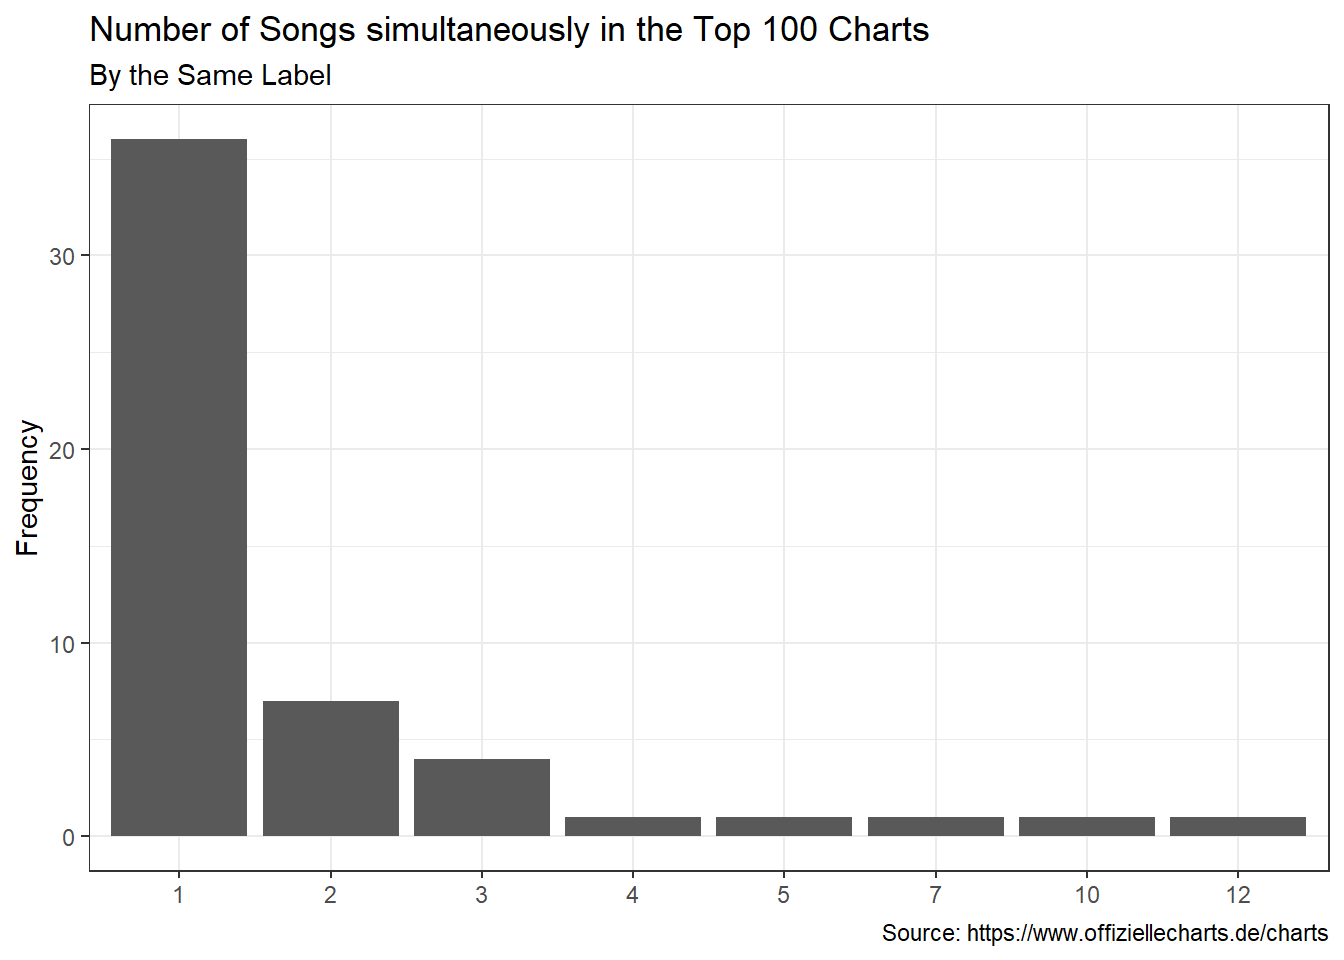 Number of Songs simultaneously in the Top 100 Charts
By the Same Label
Frequency
30
20
10
0
1 2 3 4 5 7 10 12
Source: https://www.offiziellecharts.de/charts